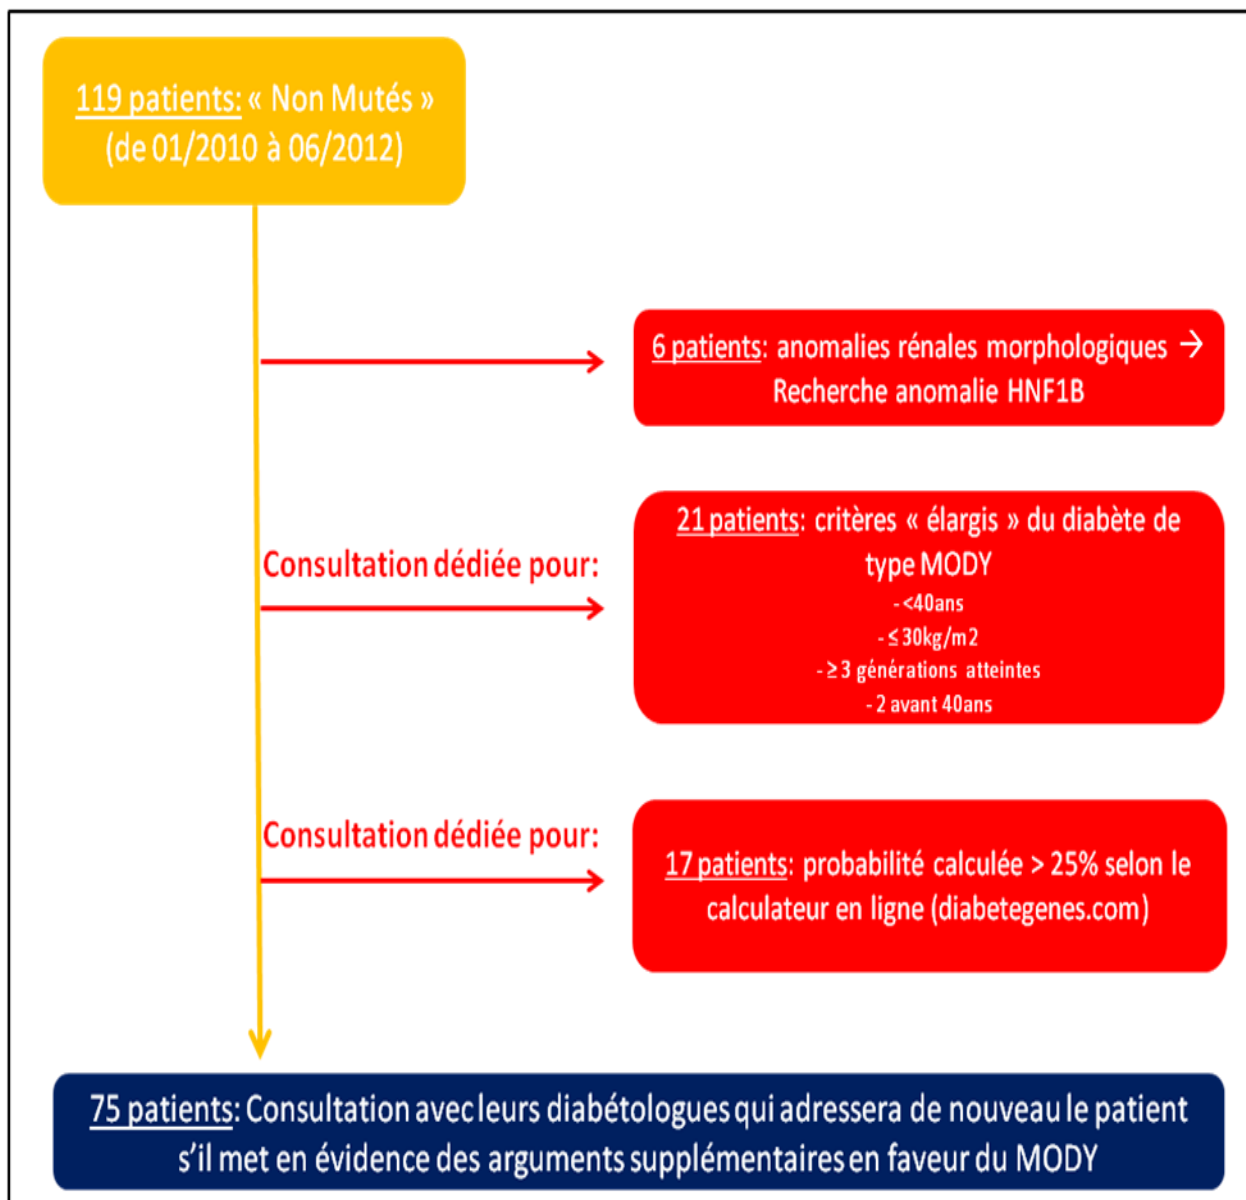 119 patients: « Non Mutés »
(de 01/2010 à 06/2012)
6 patients: anomalies rénales morphologiques →
Recherche anomalie HNF1B
Consultation dédiée pour:
21 patients: critères « élargis » du diabète de
type MODY
- <40ans
- ≤ 30kg/m2
- ≥ 3 générations atteintes
- 2 avant 40ans
Consultation dédiée pour:
17 patients: probabilité calculée > 25% selon le
calculateur en ligne (diabetegenes.com)
75 patients: Consultation avec leurs diabétologues qui adressera de nouveau le patient
s'il met en évidence des arguments supplémentaires en faveur du MODY